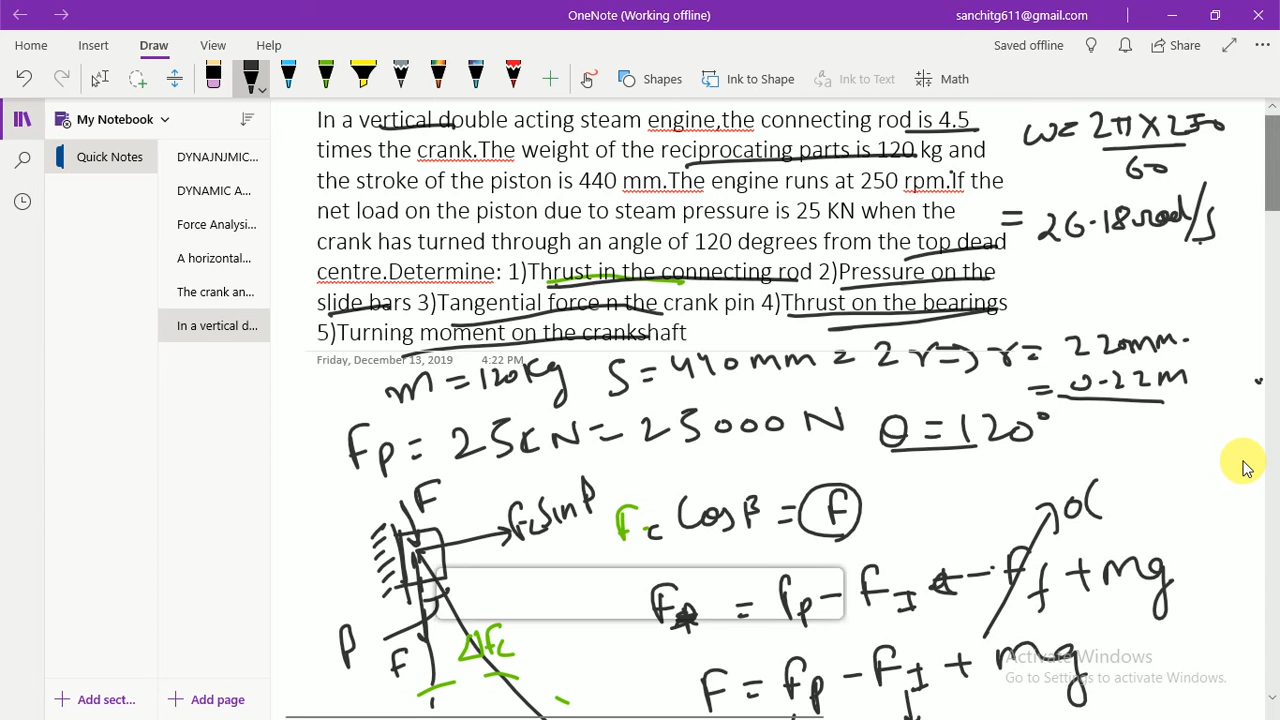 OneNote (Working offline)
sanchitg611@gmail.com
Home Insert Draw View Help
Saved offline
Share
Shapes
Ink to Shape
Ink to Text
Math
My Notebook
Quick Notes
DYNAJNJMIC...
DYNAMIC A...
Force Analysi...
A horizontal...
The crank an...
In a vertical d...
Add sect...
Add page
In a vertical double acting steam engine,the connecting rod is 4.5
times the crank.The weight of the reciprocating parts is 120 kg and
the stroke of the piston is 440 mm.The engine runs at 250 rpm.If the
net load on the piston due to steam pressure is 25 KN when the
crank has turned through an angle of 120 degrees from the top dead
centre.Determine: 1)Thrust in the connecting rod 2)Pressure on the
slide bars 3)Tangential force n the crank pin 4)Thrust on the bearings
5)Turning moment on the crankshaft
Friday, December 13, 2019 4:22 PM
ω = 2π × 250
60
= 26.18 rad/s
m = 120 kg S = 440 mm = 2r ⇒ r = 220mm.
= 0.22 m
Fp = 25KN = 25000 N θ = 120°
F
Fc sin β
Fc Cos β = F
F = Fp - FI - Ff + mg
β
F
Fc
F = Fp - FI + mg
Activate Windows
Go to Settings to activate Windows.